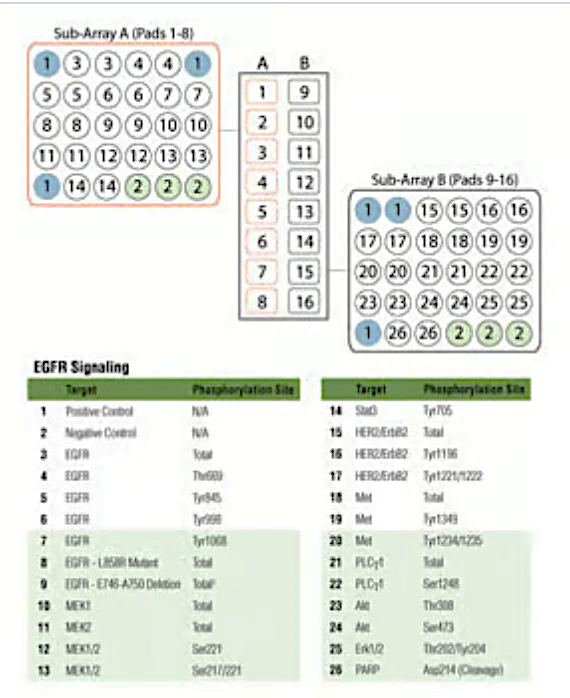 Sub-Array A (Pads 1-8)
1 3 3 4 4 1
5 5 6 6 7 7
8 8 9 9 10 10
11 11 12 12 13 13
1 14 14 2 2 2
A B
1 9
2 10
3 11
4 12
5 13
6 14
7 15
8 16
Sub-Array B (Pads 9-16)
1 1 15 15 16 16
17 17 18 18 19 19
20 20 21 21 22 22
23 23 24 24 25 25
1 26 26 2 2 2
EGFR Signaling
Target Phosphorylation Site
1 Positive Control N/A
2 Negative Control N/A
3 EGFR Total
4 EGFR Thr669
5 EGFR Tyr845
6 EGFR Tyr998
7 EGFR Tyr1068
8 EGFR - L858R Mutant Total
9 EGFR - E746-A750 Deletion Total
10 MEK1 Total
11 MEK2 Total
12 MEK1/2 Ser221
13 MEK1/2 Ser217/221
Target Phosphorylation Site
14 Stat3 Tyr705
15 HER2/ErbB2 Total
16 HER2/ErbB2 Tyr1196
17 HER2/ErbB2 Tyr1221/1222
18 Met Total
19 Met Tyr1349
20 Met Tyr1234/1235
21 PLCγ1 Total
22 PLCγ1 Ser1248
23 Akt Thr308
24 Akt Ser473
25 Erk1/2 Thr202/Tyr204
26 PARP Asp214 (Cleavage)